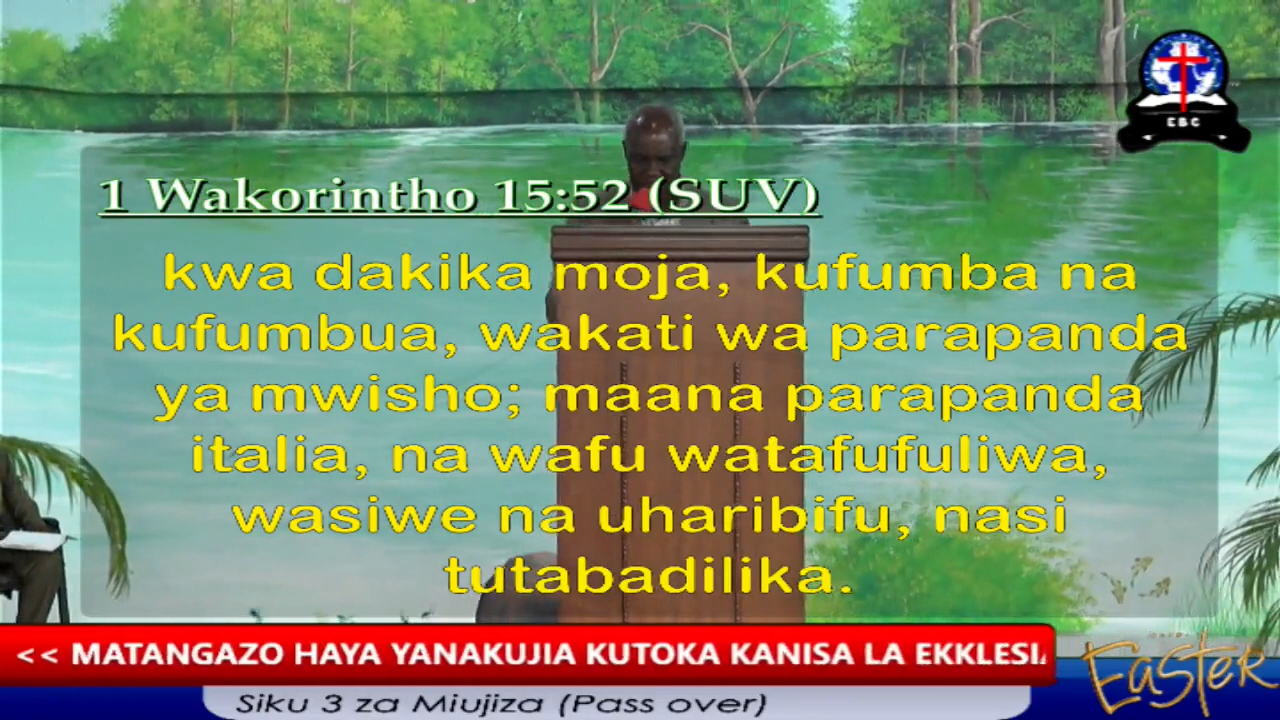 EBC
1 Wakorintho 15:52 (SUV)
kwa dakika moja, kufumba na
kufumbua, wakati wa parapanda
ya mwisho; maana parapanda
italia, na wafu watafufuliwa,
wasiwe na uharibifu, nasi
tutabadilika.
<< MATANGAZO HAYA YANAKUJIA KUTOKA KANISA LA EKKLESIA
Easter
Siku 3 za Miujiza (Pass over)